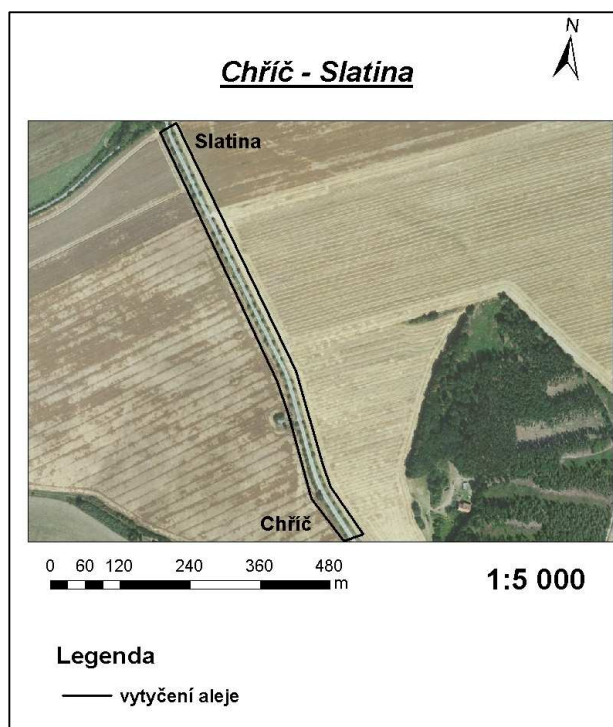 N
Chříč - Slatina
Slatina
Chříč
0 60 120 240 360 480
m
1:5 000
Legenda
vytyčení aleje